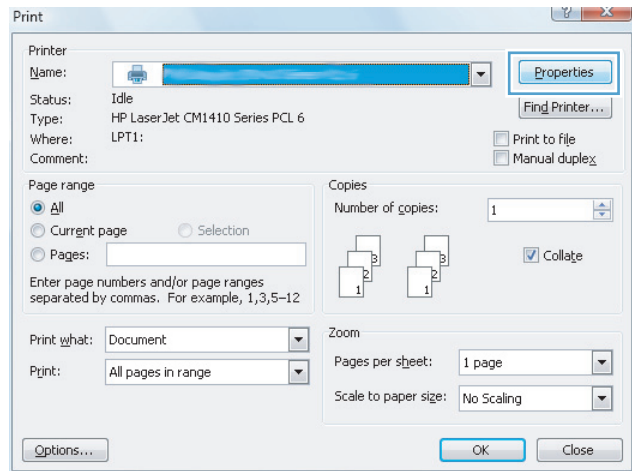 Print
Printer
Name:
Properties
Status: Idle
Find Printer...
Type: HP LaserJet CM1410 Series PCL 6
Where: LPT1:
Print to file
Comment:
Manual duplex
Page range
All
Current page Selection
Pages:
Enter page numbers and/or page ranges
separated by commas. For example, 1,3,5–12
Copies
Number of copies: 1
3 3
2 2
1 1
Collate
Print what: Document
Print: All pages in range
Zoom
Pages per sheet: 1 page
Scale to paper size: No Scaling
Options... OK Close